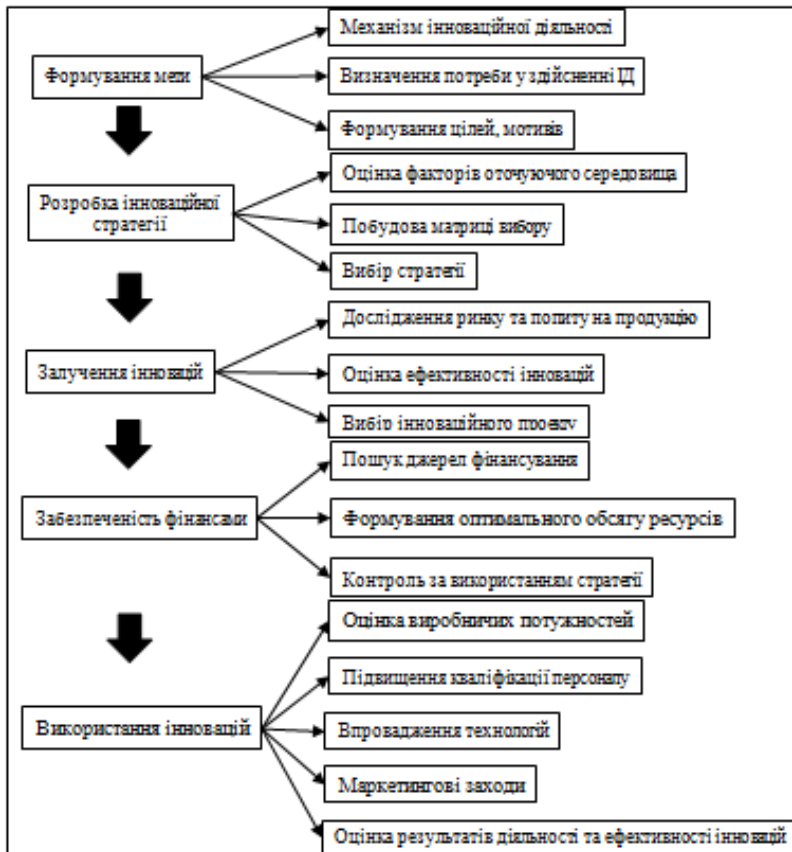 Механізм інноваційної діяльності
Формування мети
Визначення потреби у здійсненні ІД
Формування цілей, мотивів
Оцінка факторів оточуючого середовища
Розробка інноваційної
стратегії
Побудова матриці вибору
Вибір стратегії
Дослідження ринку та попиту на продукцію
Залучення інновацій
Оцінка ефективності інновацій
Вибір інноваційного проекту
Пошук джерел фінансування
Забезпеченість фінансами
Формування оптимального обсягу ресурсів
Контроль за використанням стратегії
Оцінка виробничих потужностей
Підвищення кваліфікації персоналу
Використання інновацій
Впровадження технологій
Маркетингові заходи
Оцінка результатів діяльності та ефективності інновацій